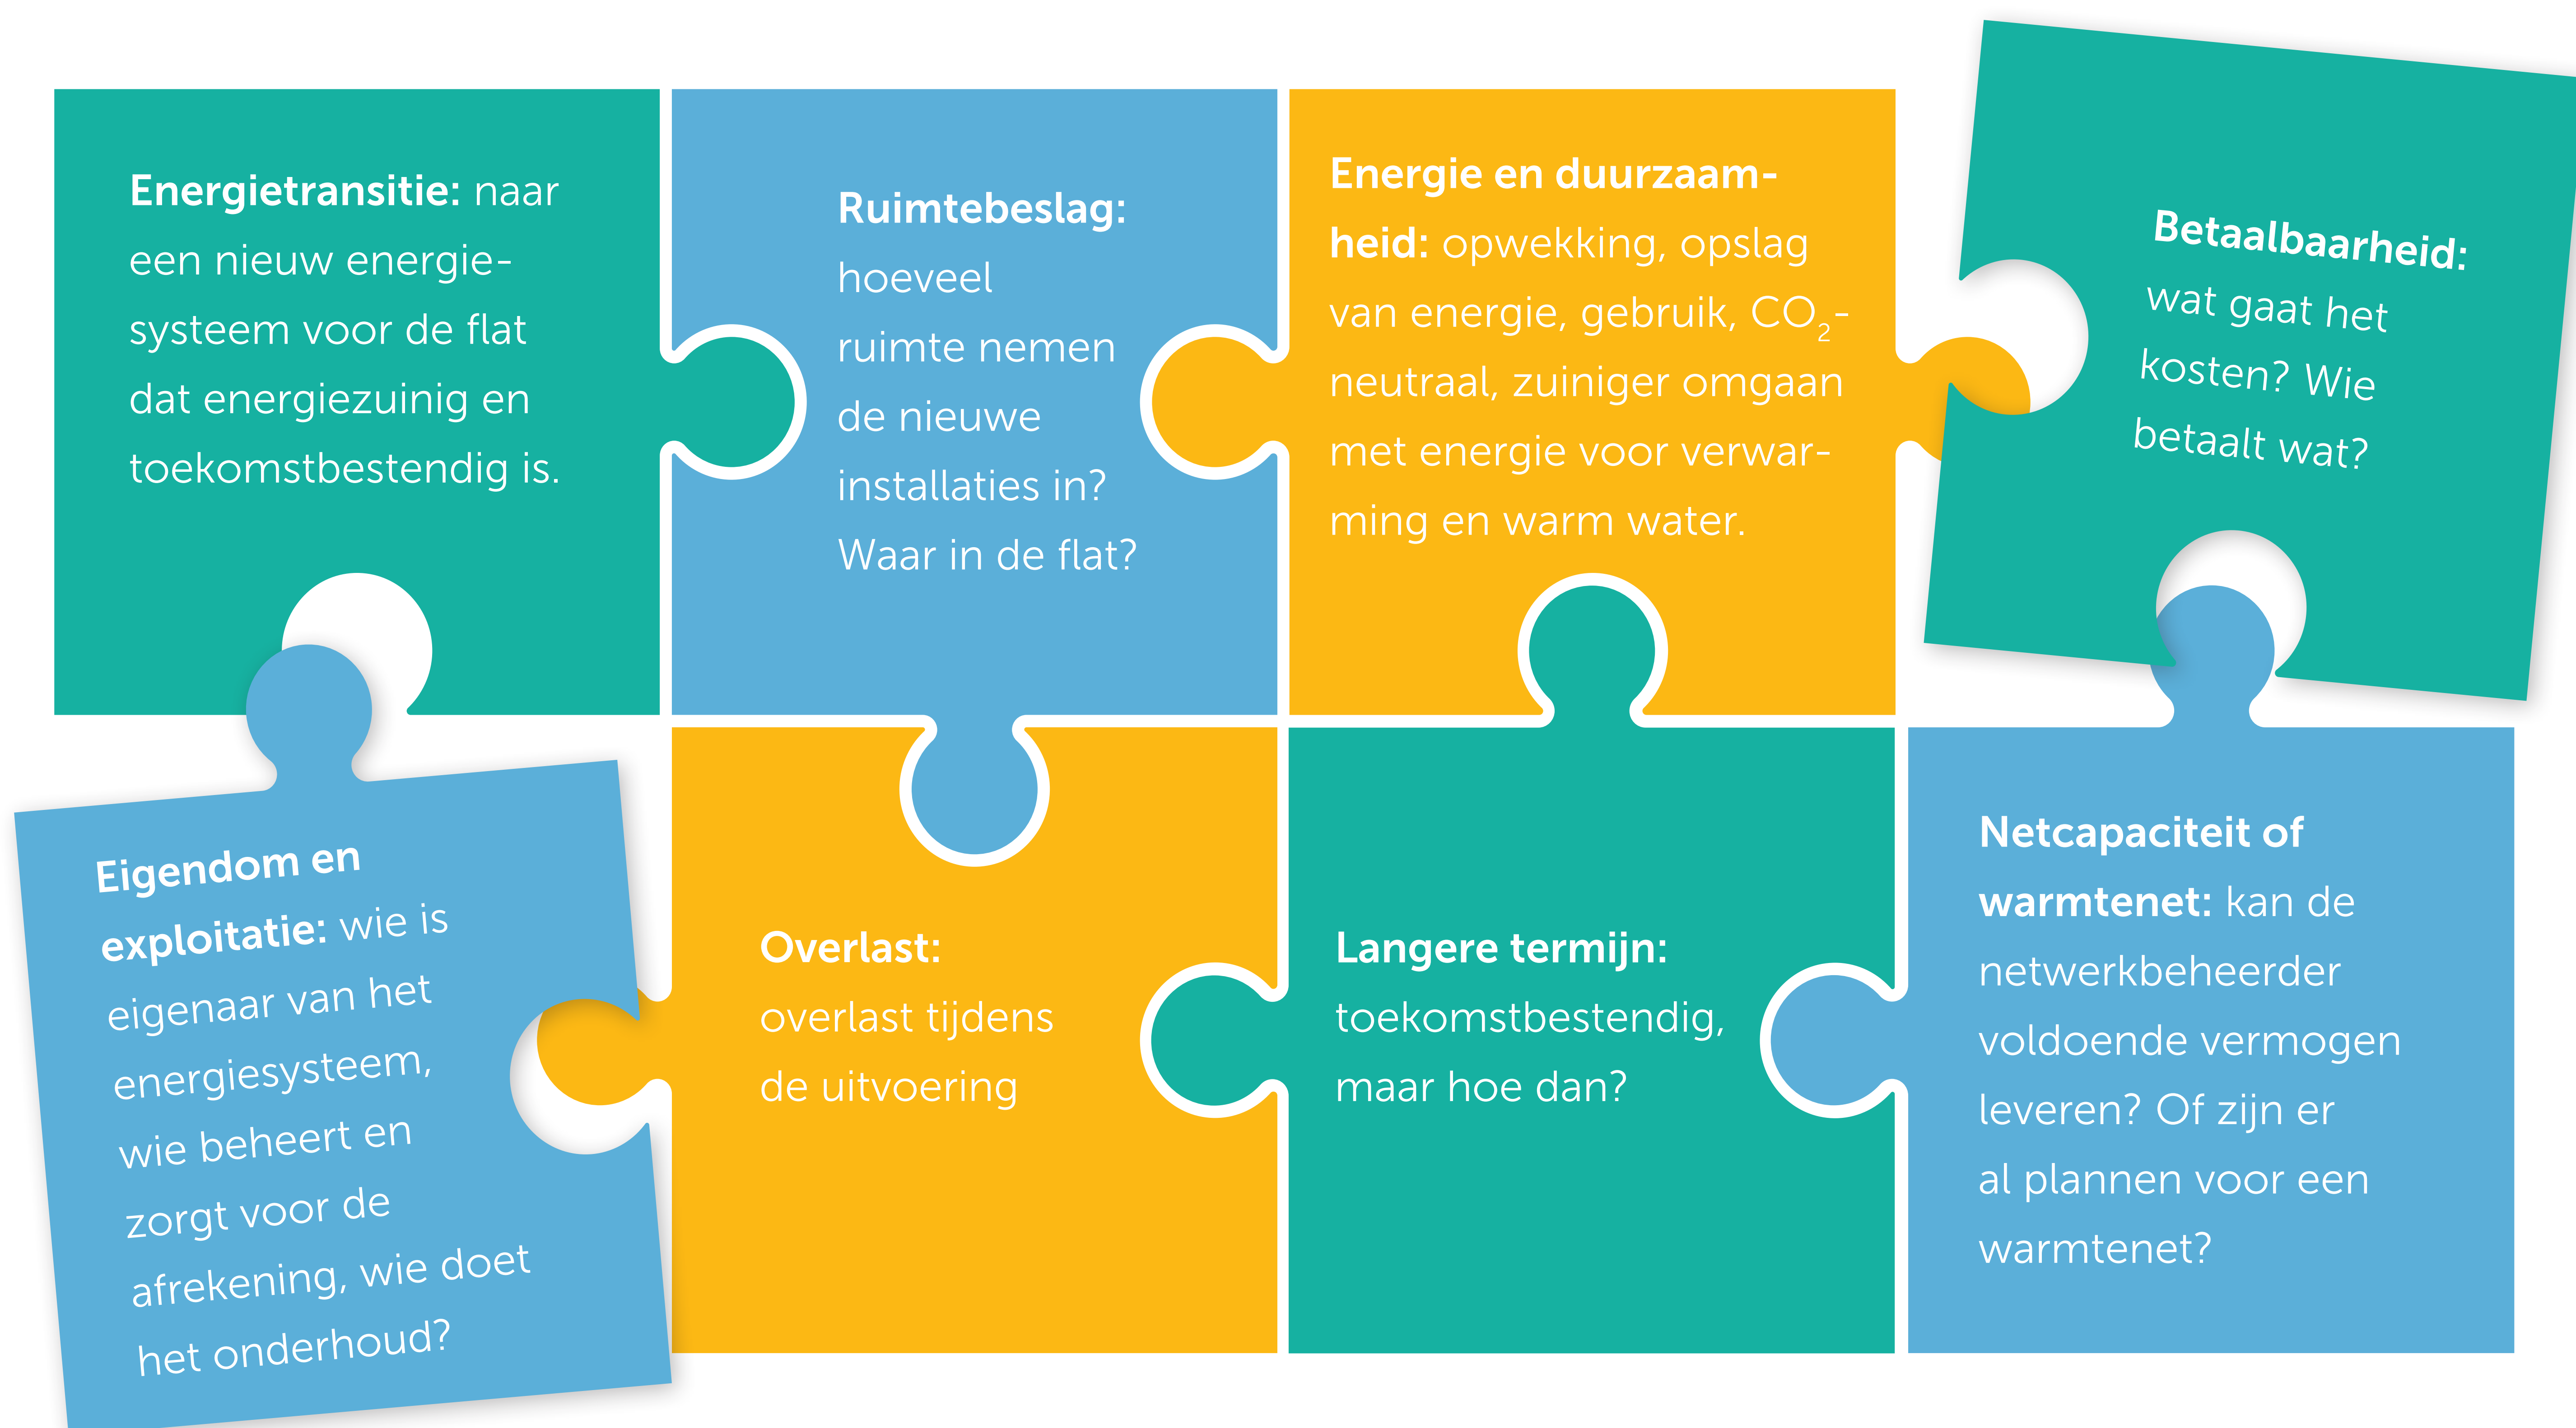 Energietransitie: naar
een nieuw energie-
systeem voor de flat
dat energiezuinig en
toekomstbestendig is.
Ruimtebeslag:
hoeveel
ruimte nemen
de nieuwe
installaties in?
Waar in de flat?
Energie en duurzaam-
heid: opwekking, opslag
van energie, gebruik, CO₂-
neutraal, zuiniger omgaan
met energie voor verwar-
ming en warm water.
Betaalbaarheid:
wat gaat het
kosten? Wie
betaalt wat?
Eigendom en
exploitatie: wie is
eigenaar van het
energiesysteem,
wie beheert en
zorgt voor de
afrekening, wie doet
het onderhoud?
Overlast:
overlast tijdens
de uitvoering
Langere termijn:
toekomstbestendig,
maar hoe dan?
Netcapaciteit of
warmtenet: kan de
netwerkbeheerder
voldoende vermogen
leveren? Of zijn er
al plannen voor een
warmtenet?